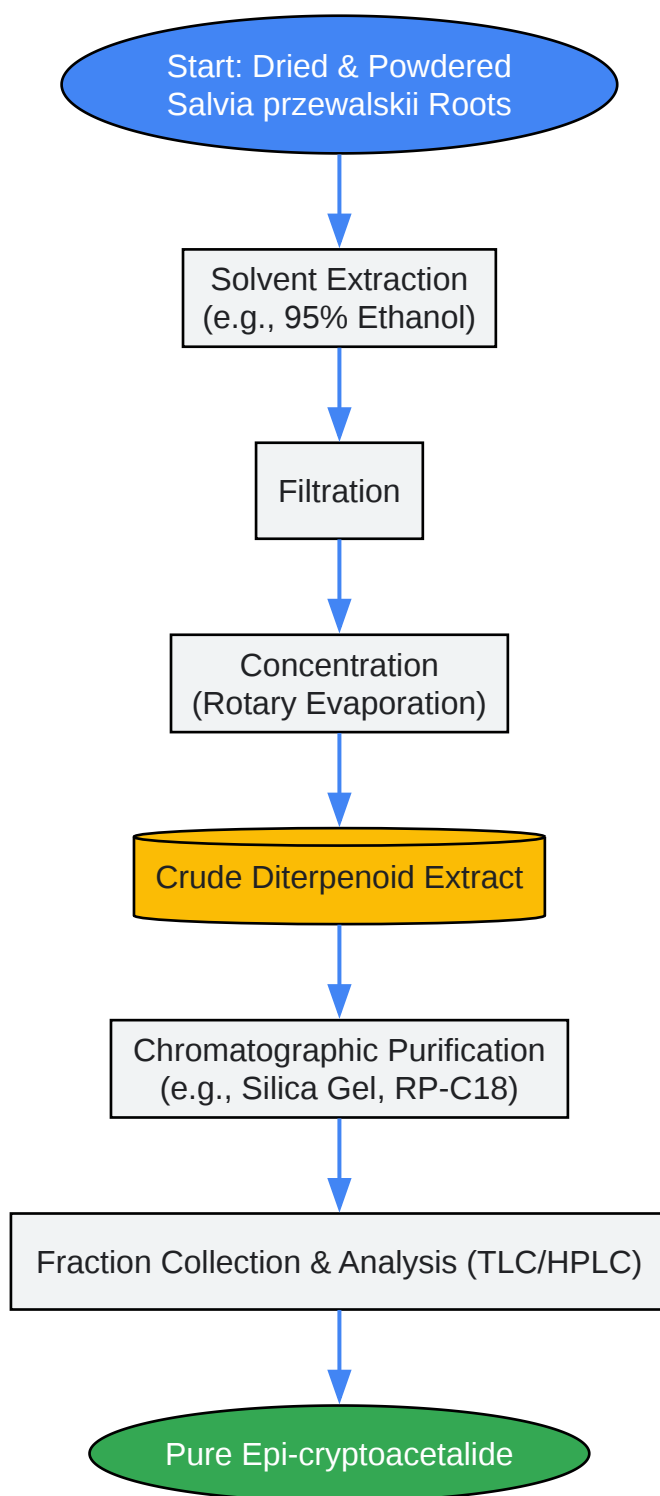 Start: Dried & Powdered
Salvia przewalskii Roots
Solvent Extraction
(e.g., 95% Ethanol)
Filtration
Concentration
(Rotary Evaporation)
Crude Diterpenoid Extract
Chromatographic Purification
(e.g., Silica Gel, RP-C18)
Fraction Collection & Analysis (TLC/HPLC)
Pure Epi-cryptoacetalide